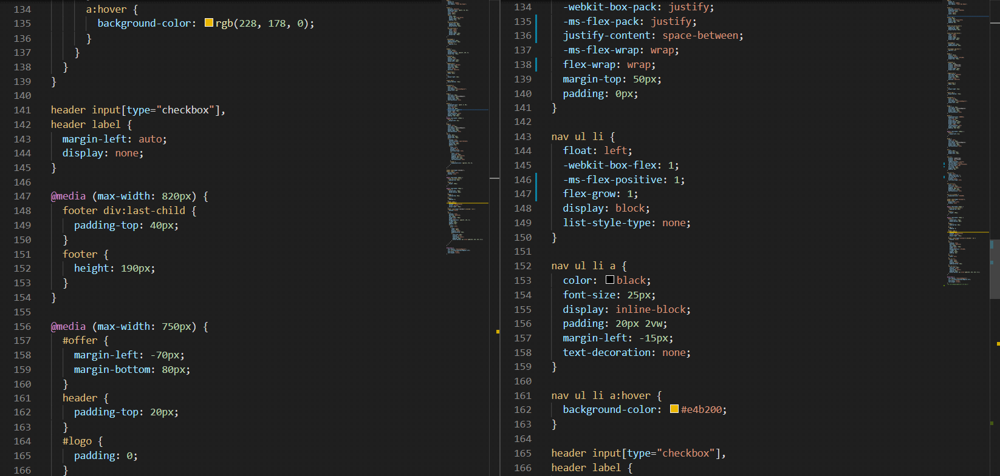 134 a:hover {
135 background-color: rgb(228, 178, 0);
136 }
137 }
138 }
139 }
140
141 header input[type="checkbox"],
142 header label {
143 margin-left: auto;
144 display: none;
145 }
146
147 @media (max-width: 820px) {
148 footer div:last-child {
149 padding-top: 40px;
150 }
151 footer {
152 height: 190px;
153 }
154 }
155
156 @media (max-width: 750px) {
157 #offer {
158 margin-left: -70px;
159 margin-bottom: 80px;
160 }
161 header {
162 padding-top: 20px;
163 }
164 #logo {
165 padding: 0;
166 }
134 -webkit-box-pack: justify;
135 -ms-flex-pack: justify;
136 justify-content: space-between;
137 -ms-flex-wrap: wrap;
138 flex-wrap: wrap;
139 margin-top: 50px;
140 padding: 0px;
141 }
142
143 nav ul li {
144 float: left;
145 -webkit-box-flex: 1;
146 -ms-flex-positive: 1;
147 flex-grow: 1;
148 display: block;
149 list-style-type: none;
150 }
151
152 nav ul li a {
153 color: black;
154 font-size: 25px;
155 display: inline-block;
156 padding: 20px 2vw;
157 margin-left: -15px;
158 text-decoration: none;
159 }
160
161 nav ul li a:hover {
162 background-color: #e4b200;
163 }
164
165 header input[type="checkbox"],
166 header label {